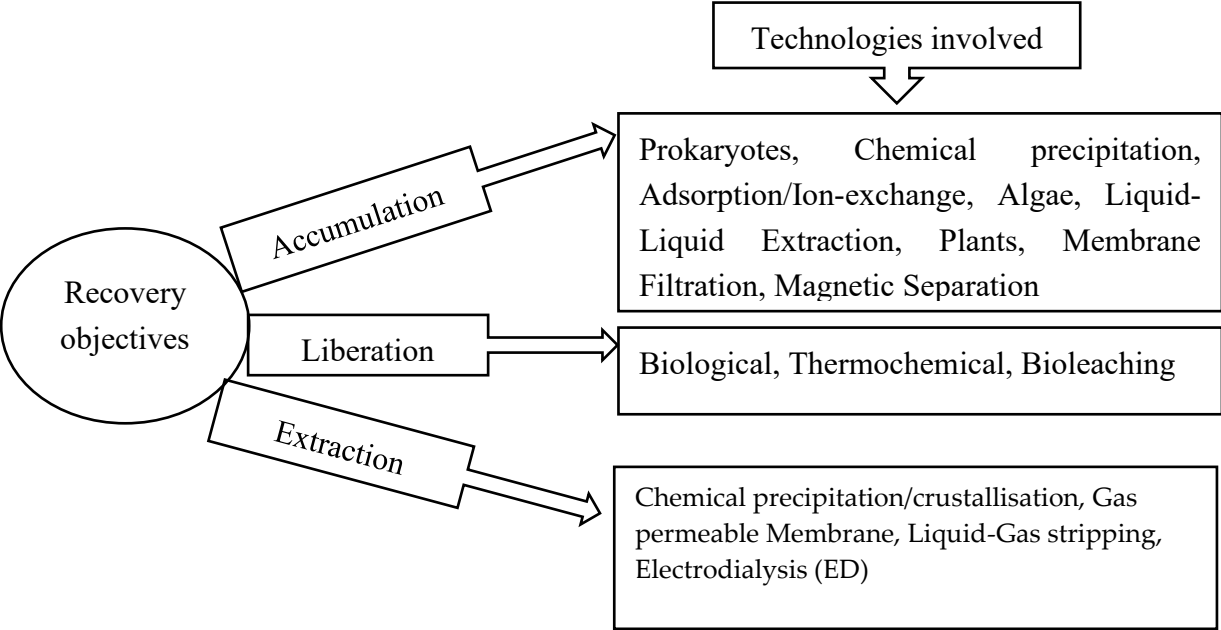 Technologies involved
Prokaryotes, Chemical precipitation,
Adsorption/Ion-exchange, Algae, Liquid-
Liquid Extraction, Plants, Membrane
Filtration, Magnetic Separation
Accumulation
Recovery
objectives
Liberation
Biological, Thermochemical, Bioleaching
Extraction
Chemical precipitation/crustallisation, Gas
permeable Membrane, Liquid-Gas stripping,
Electrodialysis (ED)